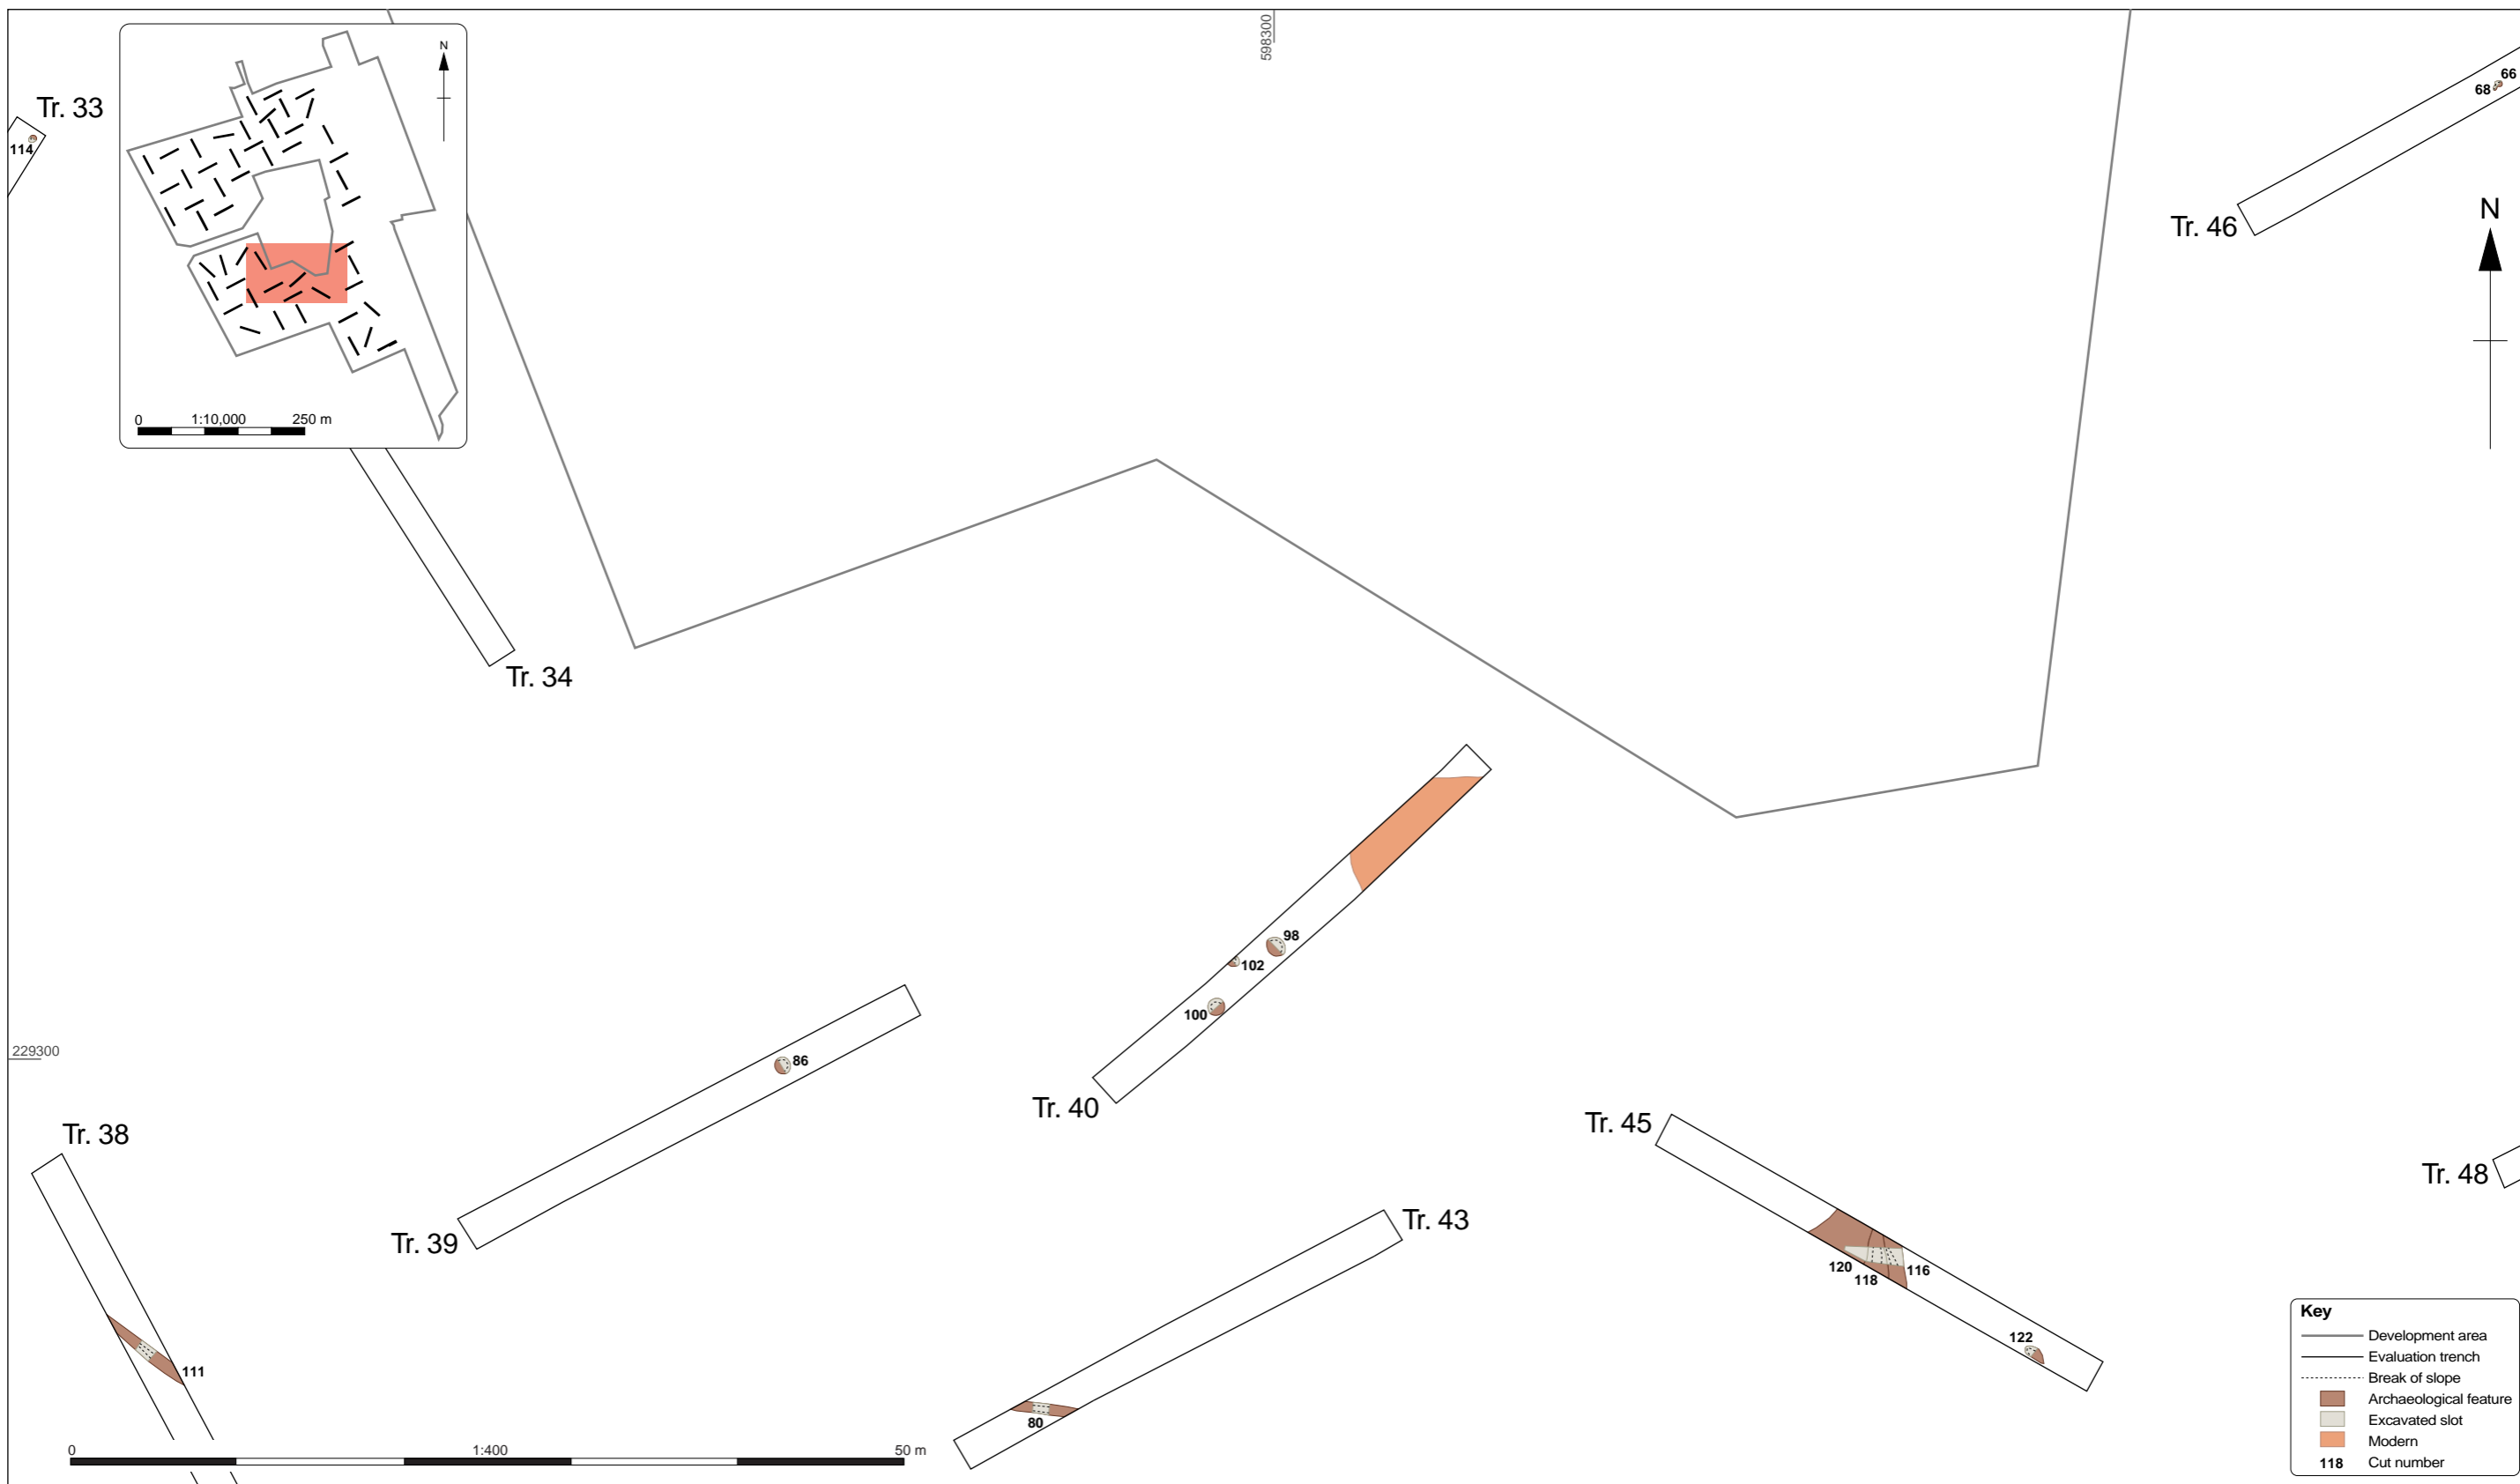 598300
N
66
68
Tr. 33
114
Tr. 46
N
0 1:10,000 250 m
Tr. 34
98
102
100
229300
86
Tr. 40
Tr. 45
Tr. 38
Tr. 48
Tr. 43
Tr. 39
120
118
116
122
111
80
0 1:400 50 m
Key
Development area
Evaluation trench
Break of slope
Archaeological feature
Excavated slot
Modern
118 Cut number